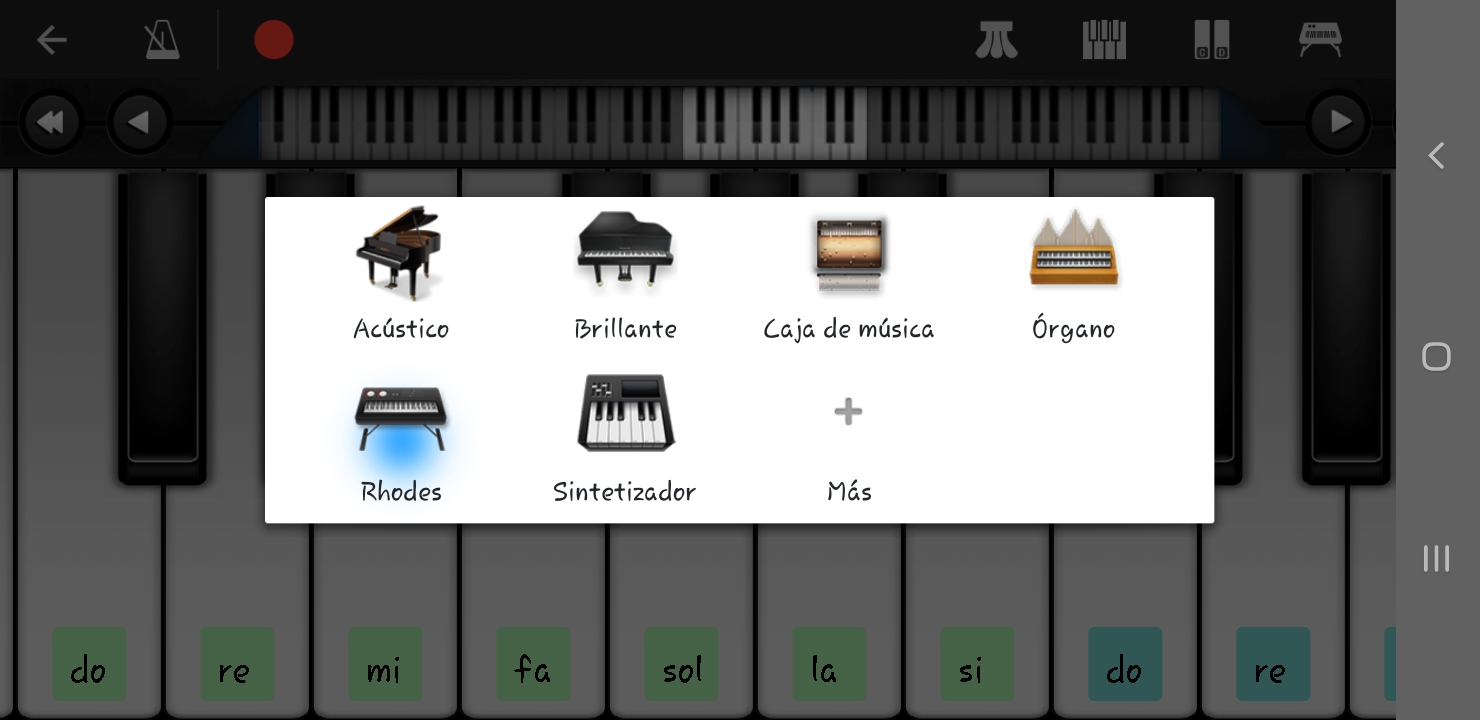 C D
Acústico Brillante Caja de música Órgano
Rhodes Sintetizador Más
do re mi fa sol la si do re